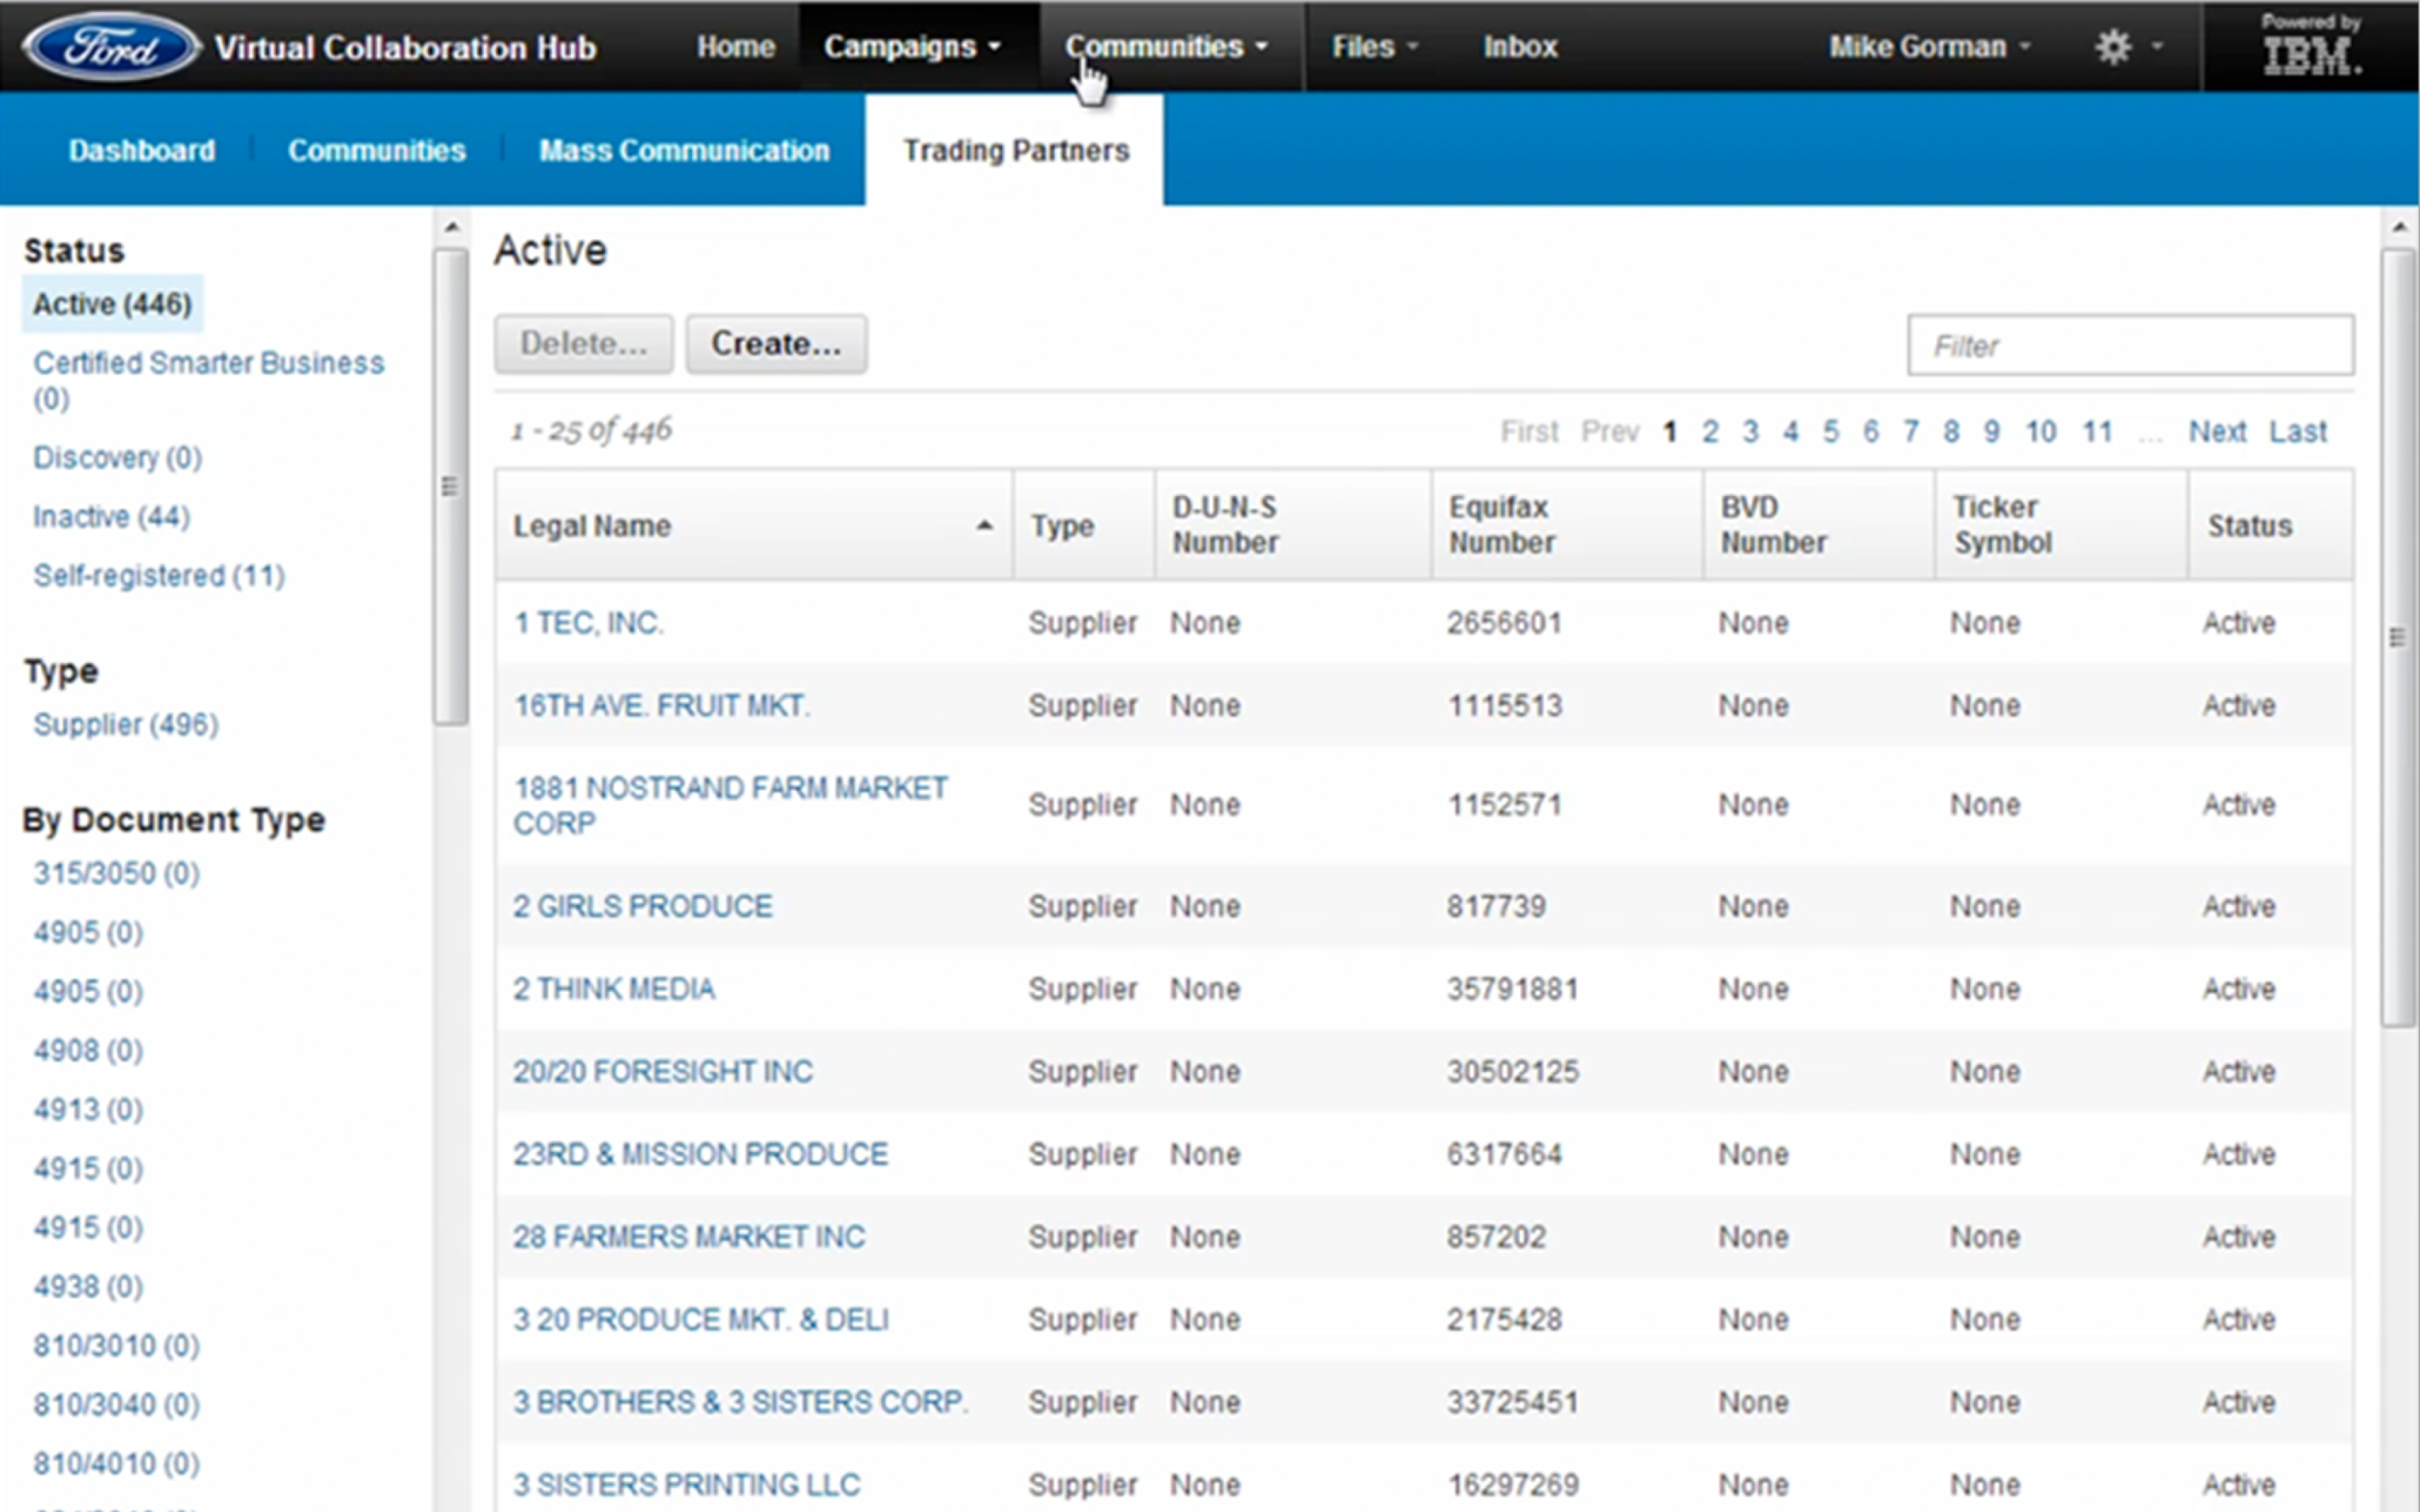 Ford Virtual Collaboration Hub Home Campaigns Communities Files Inbox Mike Gorman Powered by IBM.
Dashboard Communities Mass Communication Trading Partners
Status
Active (446)
Certified Smarter Business
(0)
Discovery (0)
Inactive (44)
Self-registered (11)
Type
Supplier (496)
By Document Type
315/3050 (0)
4905 (0)
4905 (0)
4908 (0)
4913 (0)
4915 (0)
4915 (0)
4938 (0)
810/3010 (0)
810/3040 (0)
810/4010 (0)
Active
Delete... Create... Filter
1 - 25 of 446 First Prev 1 2 3 4 5 6 7 8 9 10 11 ... Next Last
Legal Name Type D-U-N-S Number Equifax Number BVD Number Ticker Symbol Status
1 TEC, INC. Supplier None 2656601 None None Active
16TH AVE. FRUIT MKT. Supplier None 1115513 None None Active
1881 NOSTRAND FARM MARKET
CORP Supplier None 1152571 None None Active
2 GIRLS PRODUCE Supplier None 817739 None None Active
2 THINK MEDIA Supplier None 35791881 None None Active
20/20 FORESIGHT INC Supplier None 30502125 None None Active
23RD & MISSION PRODUCE Supplier None 6317664 None None Active
28 FARMERS MARKET INC Supplier None 857202 None None Active
3 20 PRODUCE MKT. & DELI Supplier None 2175428 None None Active
3 BROTHERS & 3 SISTERS CORP. Supplier None 33725451 None None Active
3 SISTERS PRINTING LLC Supplier None 16297269 None None Active